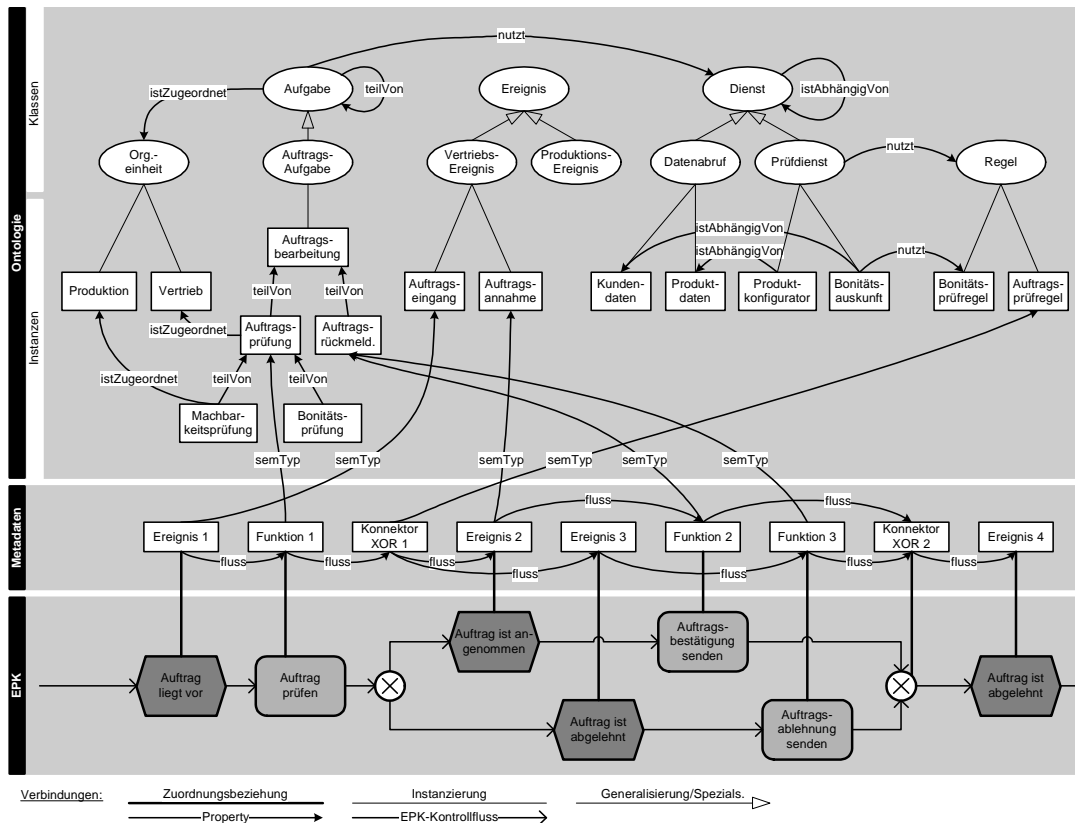 Ontologie
Klassen
Instanzen
nutzt
Aufgabe
teilVon
Ereignis
Dienst
istAbhängigVon
istZugeordnet
Org.-
einheit
Auftrags-
Aufgabe
Vertriebs-
Ereignis
Produktions-
Ereignis
Datenabruf
Prüfdienst
nutzt
Regel
Auftrags-
bearbeitung
istAbhängigVon
istAbhängigVon
nutzt
Produktion
Vertrieb
teilVon
teilVon
Auftrags-
eingang
Auftrags-
annahme
Kunden-
daten
Produkt-
daten
Produkt-
konfigurator
Bonitäts-
auskunft
Bonitäts-
prüfregel
Auftrags-
prüfregel
istZugeordnet
Auftrags-
prüfung
Auftrags-
rückmeld.
istZugeordnet
teilVon
teilVon
Machbar-
keitsprüfung
Bonitäts-
prüfung
semTyp
semTyp
semTyp
semTyp
semTyp
semTyp
Metadaten
fluss
fluss
Ereignis 1
Funktion 1
Konnektor
XOR 1
Ereignis 2
Ereignis 3
Funktion 2
Funktion 3
Konnektor
XOR 2
Ereignis 4
fluss
fluss
fluss
fluss
fluss
fluss
fluss
EPK
Auftrag
liegt vor
Auftrag
prüfen
Auftrag ist an-
genommen
Auftrags-
bestätigung
senden
Auftrag ist
abgelehnt
Auftrags-
ablehnung
senden
Auftrag ist
abgelehnt
Verbindungen:
Zuordnungsbeziehung
Instanzierung
Generalisierung/Spezials.
Property
EPK-Kontrollfluss